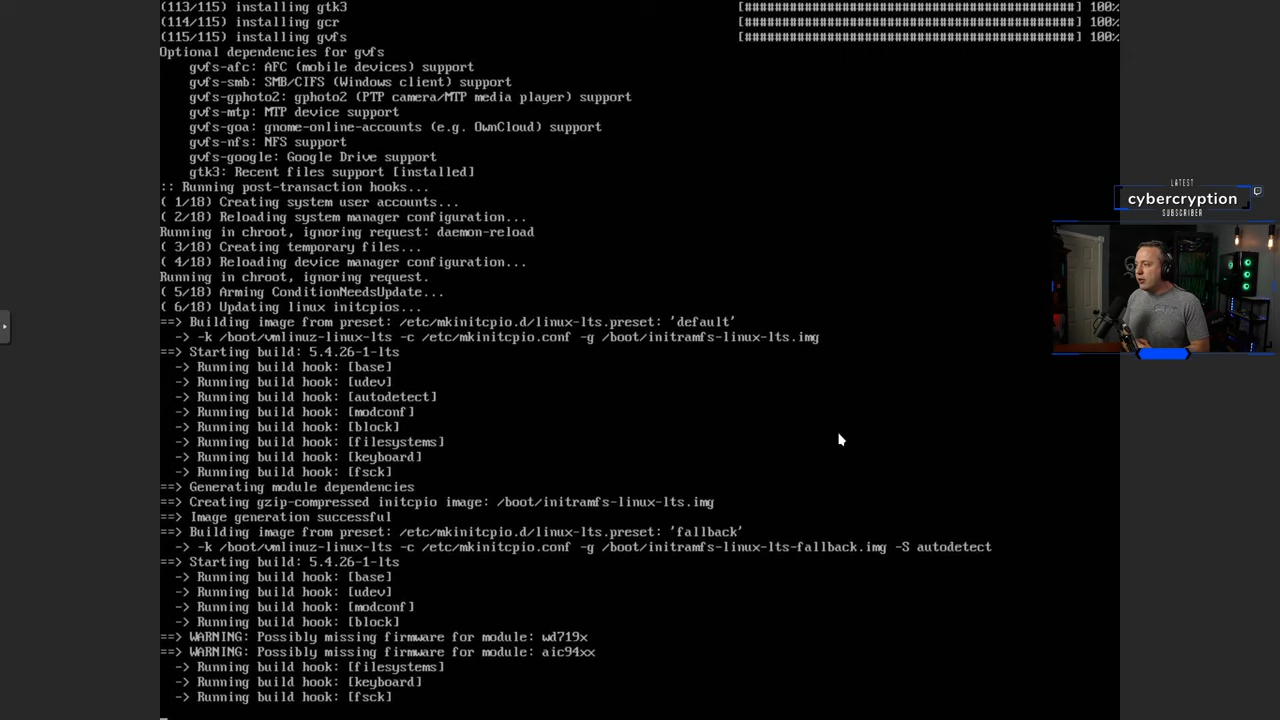 (113/115) installing gtk3 [############################################] 100%
(114/115) installing gcr [############################################] 100%
(115/115) installing gvfs [############################################] 100%
Optional dependencies for gvfs
gvfs-afc: AFC (mobile devices) support
gvfs-smb: SMB/CIFS (Windows client) support
gvfs-gphoto2: gphoto2 (PTP camera/MTP media player) support
gvfs-mtp: MTP device support
gvfs-goa: gnome-online-accounts (e.g. OwnCloud) support
gvfs-nfs: NFS support
gvfs-google: Google Drive support
gtk3: Recent files support [installed]
:: Running post-transaction hooks...
( 1/18) Creating system user accounts...
( 2/18) Reloading system manager configuration...
Running in chroot, ignoring request: daemon-reload
( 3/18) Creating temporary files...
( 4/18) Reloading device manager configuration...
Running in chroot, ignoring request.
( 5/18) Arming ConditionNeedsUpdate...
( 6/18) Updating linux initcpios...
==> Building image from preset: /etc/mkinitcpio.d/linux-lts.preset: 'default'
-> -k /boot/vmlinuz-linux-lts -c /etc/mkinitcpio.conf -g /boot/initramfs-linux-lts.img
==> Starting build: 5.4.26-1-lts
-> Running build hook: [base]
-> Running build hook: [udev]
-> Running build hook: [autodetect]
-> Running build hook: [modconf]
-> Running build hook: [block]
-> Running build hook: [filesystems]
-> Running build hook: [keyboard]
-> Running build hook: [fsck]
==> Generating module dependencies
==> Creating gzip-compressed initcpio image: /boot/initramfs-linux-lts.img
==> Image generation successful
==> Building image from preset: /etc/mkinitcpio.d/linux-lts.preset: 'fallback'
-> -k /boot/vmlinuz-linux-lts -c /etc/mkinitcpio.conf -g /boot/initramfs-linux-lts-fallback.img -S autodetect
==> Starting build: 5.4.26-1-lts
-> Running build hook: [base]
-> Running build hook: [udev]
-> Running build hook: [modconf]
-> Running build hook: [block]
==> WARNING: Possibly missing firmware for module: wd719x
==> WARNING: Possibly missing firmware for module: aic94xx
-> Running build hook: [filesystems]
-> Running build hook: [keyboard]
-> Running build hook: [fsck]
LATEST
cybercryption
SUBSCRIBER